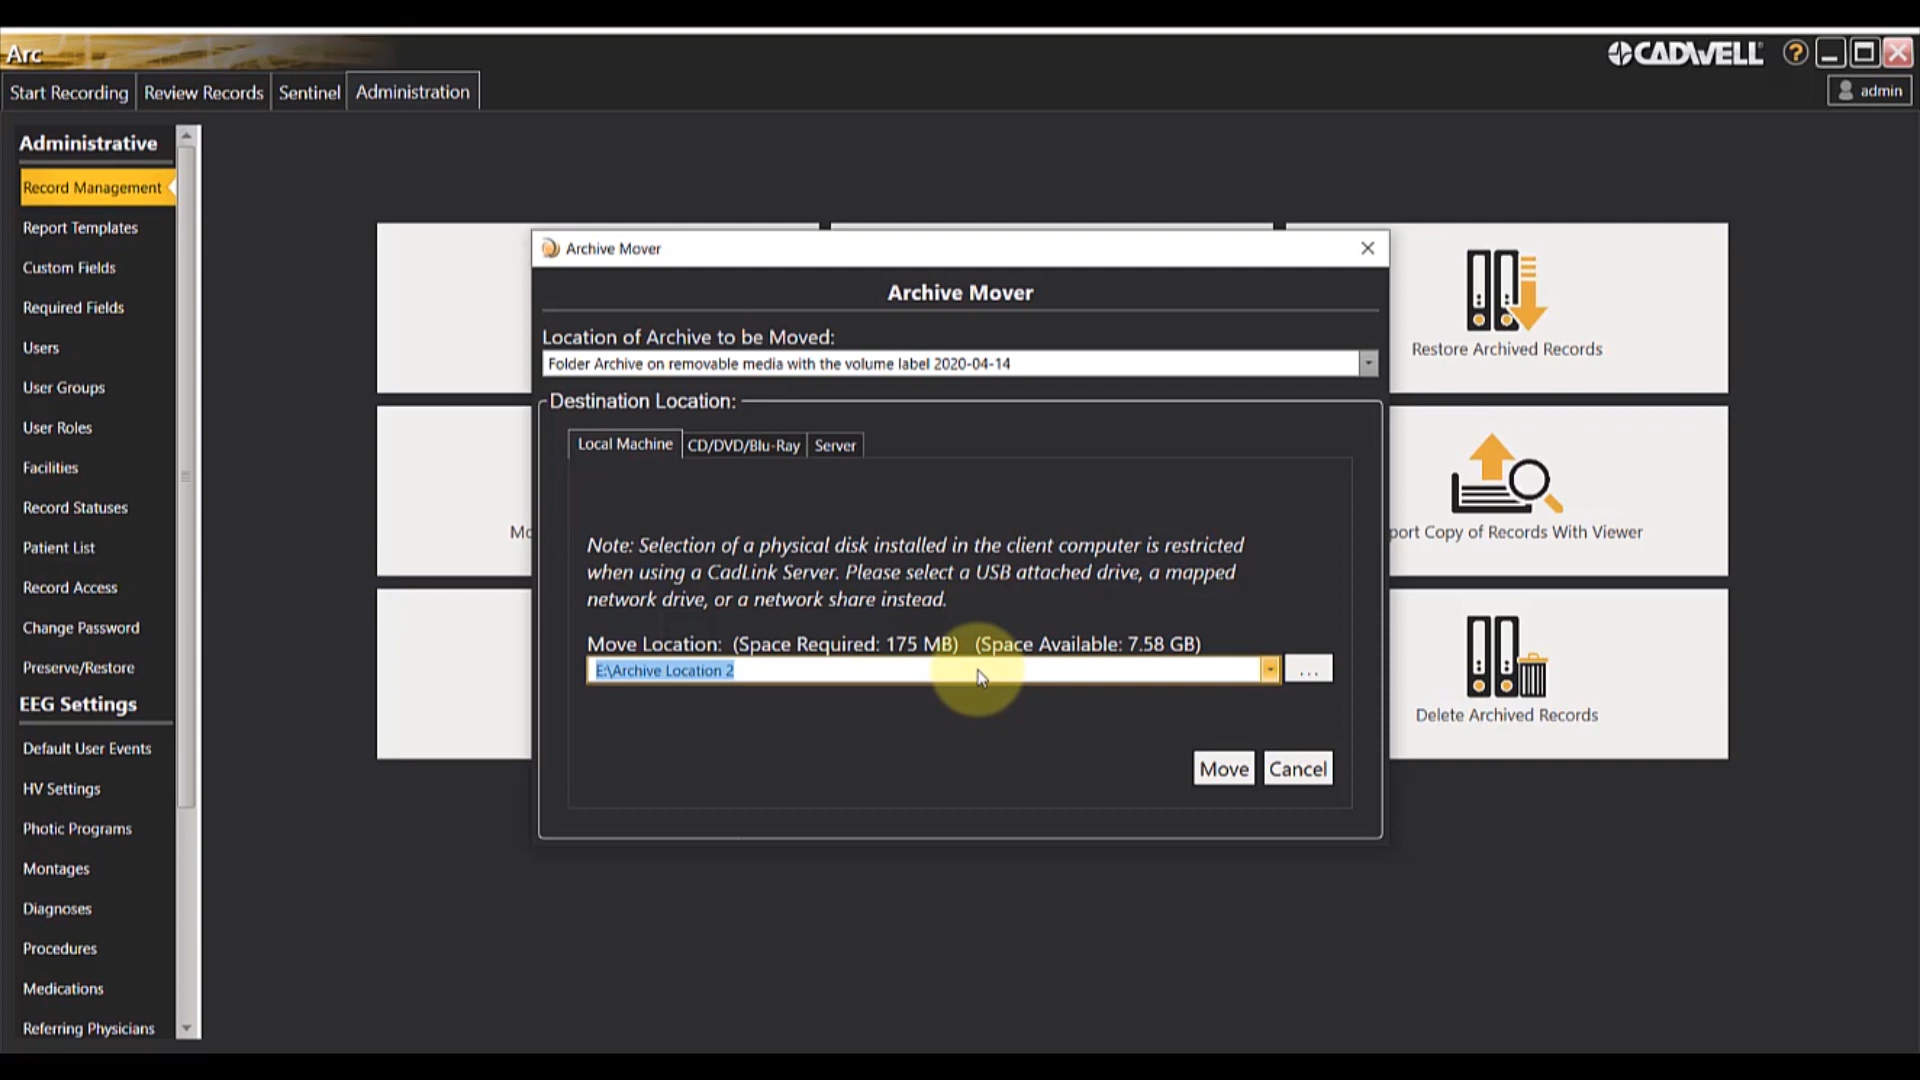 Arc
CADWELL
?
Start Recording
Review Records
Sentinel
Administration
admin
Administrative
Record Management
Report Templates
Custom Fields
Required Fields
Users
User Groups
User Roles
Facilities
Record Statuses
Patient List
Record Access
Change Password
Preserve/Restore
EEG Settings
Default User Events
HV Settings
Photic Programs
Montages
Diagnoses
Procedures
Medications
Referring Physicians
Archive Mover
Archive Mover
Location of Archive to be Moved:
Folder Archive on removable media with the volume label 2020-04-14
Destination Location:
Local Machine
CD/DVD/Blu-Ray
Server
Note: Selection of a physical disk installed in the client computer is restricted
when using a CadLink Server. Please select a USB attached drive, a mapped
network drive, or a network share instead.
Move Location: (Space Required: 175 MB) (Space Available: 7.58 GB)
E:\Archive Location 2
...
Move
Cancel
Restore Archived Records
Mo
port Copy of Records With Viewer
Delete Archived Records